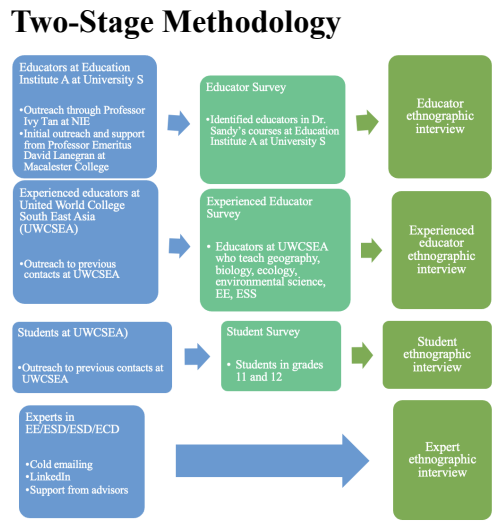 Two-Stage Methodology
Educators at Education
Institute A at University S
•Outreach through Professor
Ivy Tan at NIE
•Initial outreach and support
from Professor Emeritus
David Lanegran at
Macalester College
Educator Survey
•Identified educators in Dr.
Sandy's courses at Education
Institute A at University S
Educator
ethnographic
interview
Experienced educators at
United World College
South East Asia
(UWCSEA)
•Outreach to previous
contacts at UWCSEA
Experienced Educator
Survey
• Educators at UWCSEA
who teach geography,
biology, ecology,
environmental science,
EE, ESS
Experienced
educator
ethnographic
interview
Students at UWCSEA)
•Outreach to previous contacts at
UWCSEA
Student Survey
• Students in grades
11 and 12
Student
ethnographic
interview
Experts in
EE/ESD/ESD/ECD
•Cold emailing
•LinkedIn
•Support from advisors
Expert
ethnographic
interview